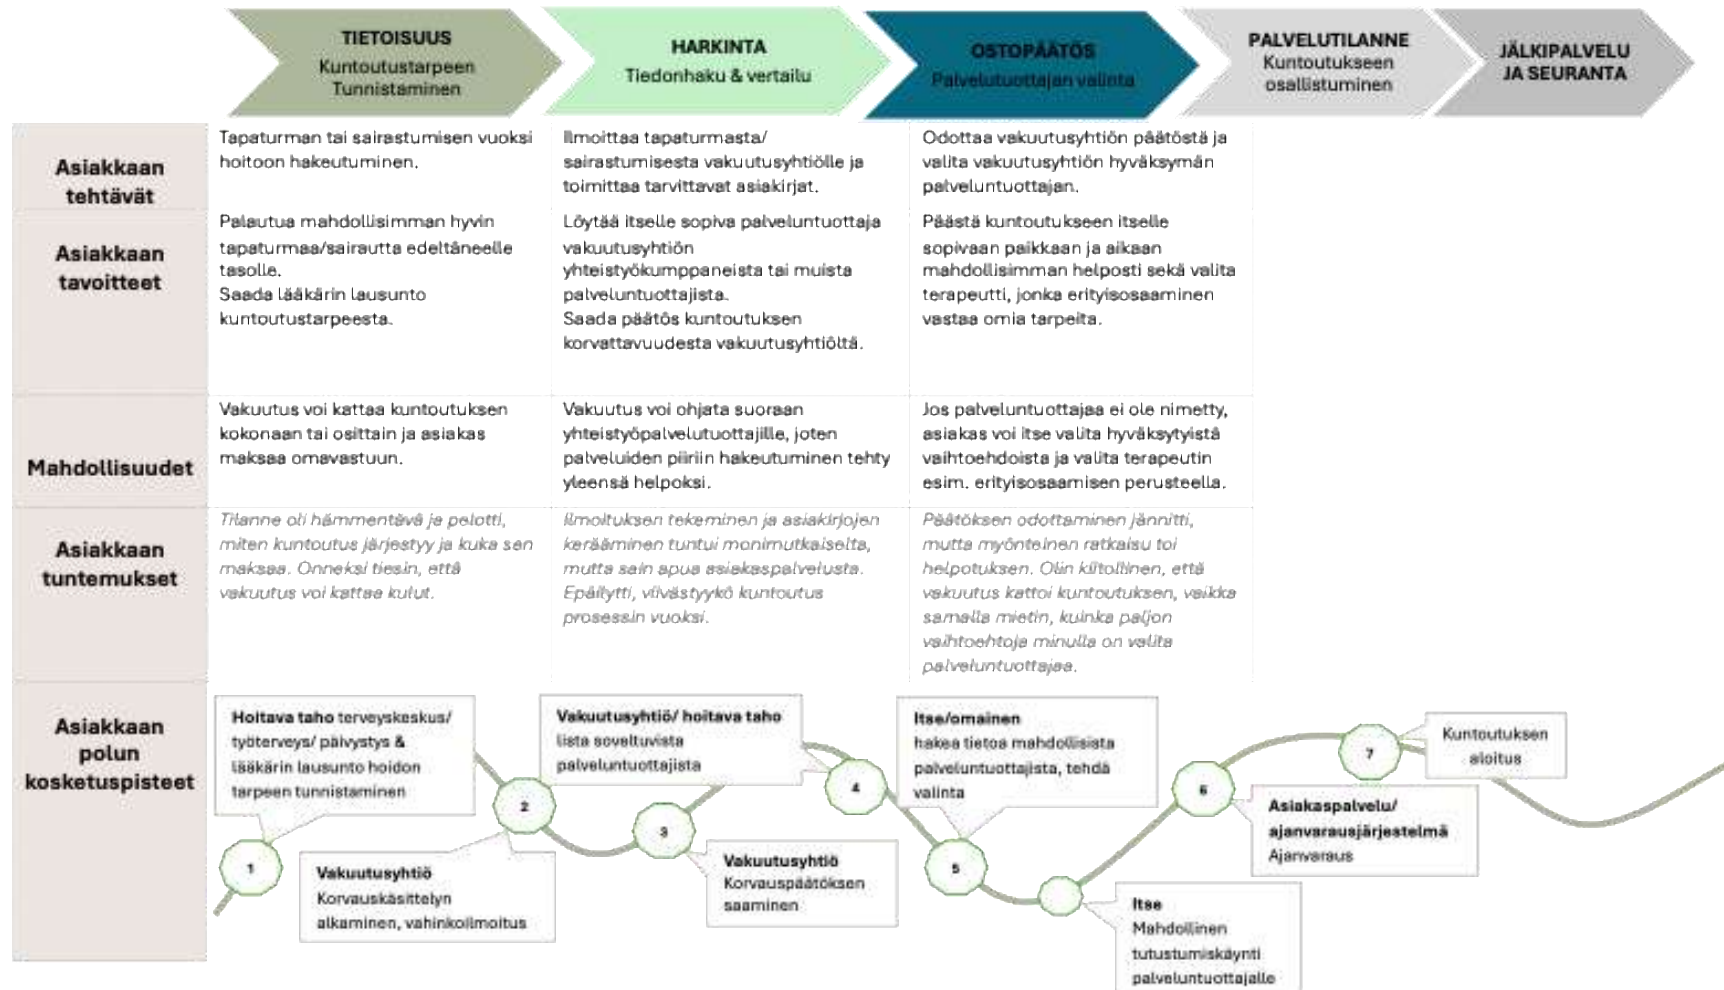 TIETOISUUS
Kuntoutustarpeen
Tunnistaminen
HARKINTA
Tiedonhaku & vertailu
OSTOPÄÄTÖS
Palvelutuottajan valinta
PALVELUTILANNE
Kuntoutukseen
osallistuminen
JÄLKIPALVELU
JA SEURANTA
Asiakkaan
tehtävät
Tapaturman tai sairastumisen vuoksi
hoitoon hakeutuminen.
Ilmoittaa tapaturmasta/
sairastumisesta vakuutusyhtiölle ja
toimittaa tarvittavat asiakirjat.
Odottaa vakuutusyhtiön päätöstä ja
valita vakuutusyhtiön hyväksymän
palveluntuottajan.
Asiakkaan
tavoitteet
Palautua mahdollisimman hyvin
tapaturmaa/sairautta edeltäneelle
tasolle.
Saada lääkärin lausunto
kuntoutustarpeesta.
Löytää itselle sopiva palveluntuottaja
vakuutusyhtiön
yhteistyökumppaneista tai muista
palveluntuottajista.
Saada päätös kuntoutuksen
korvattavuudesta vakuutusyhtiöltä.
Päästä kuntoutukseen itselle
sopivaan paikkaan ja aikaan
mahdollisimman helposti sekä valita
terapeutti, jonka erityisosaaminen
vastaa omia tarpeita.
Mahdollisuudet
Vakuutus voi kattaa kuntoutuksen
kokonaan tai osittain ja asiakas
maksaa omavastuun.
Vakuutus voi ohjata suoraan
yhteistyöpalvelutuottajille, joten
palveluiden piiriin hakeutuminen tehty
yleensä helpoksi.
Jos palveluntuottajaa ei ole nimetty,
asiakas voi itse valita hyväksytyistä
vaihtoehdoista ja valita terapeutin
esim. erityisosaamisen perusteella.
Asiakkaan
tuntemukset
Tilanne oli hämmentävä ja pelotti,
miten kuntoutus järjestyy ja kuka sen
maksaa. Onneksi tiesin, että
vakuutus voi kattaa kulut.
Ilmoituksen tekeminen ja asiakirjojen
kerääminen tuntui monimutkaiselta,
mutta sain apua asiakaspalvelusta.
Epäilytti, viivästyykö kuntoutus
prosessin vuoksi.
Päätöksen odottaminen jännitti,
mutta myönteinen ratkaisu toi
helpotuksen. Olin kiitollinen, että
vakuutus kattoi kuntoutuksen, vaikka
samalla mietin, kuinka paljon
vaihtoehtoja minulla on valita
palveluntuottajaa.
Asiakkaan
polun
kosketuspisteet
Hoitava taho terveyskeskus/
työterveys/ päivystys &
lääkärin lausunto hoidon
tarpeen tunnistaminen
1
2
Vakuutusyhtiö
Korvauskäsittelyn
alkaminen, vahinkoilmoitus
Vakuutusyhtiö/ hoitava taho
lista soveltuvista
palveluntuottajista
3
4
Vakuutusyhtiö
Korvauspäätöksen
saaminen
Itse/omainen
hakea tietoa mahdollisista
palveluntuottajista, tehdä
valinta
5
Itse
Mahdollinen
tutustumiskäynti
palveluntuottajalle
6
Asiakaspalvelu/
ajanvarausjärjestelmä
Ajanvaraus
7
Kuntoutuksen
aloitus